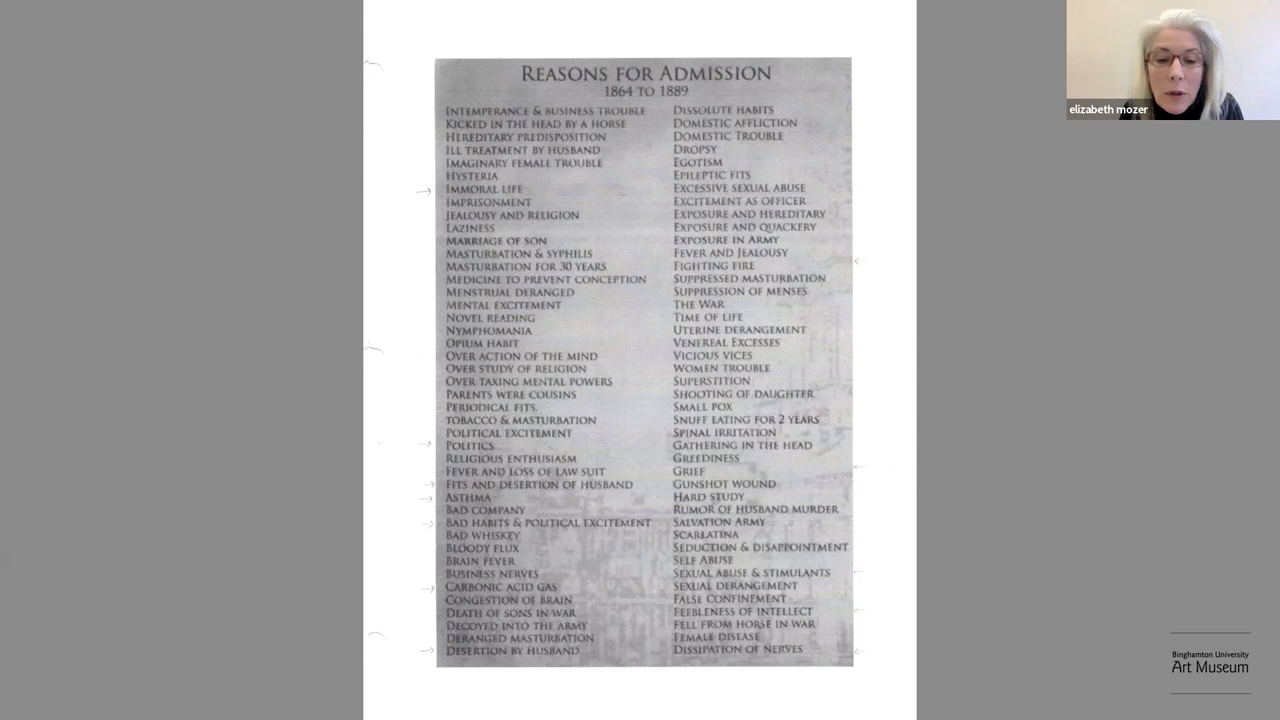 REASONS FOR ADMISSION
1864 TO 1889
INTEMPERANCE & BUSINESS TROUBLE
KICKED IN THE HEAD BY A HORSE
HEREDITARY PREDISPOSITION
ILL TREATMENT BY HUSBAND
IMAGINARY FEMALE TROUBLE
HYSTERIA
IMMORAL LIFE
IMPRISONMENT
JEALOUSY AND RELIGION
LAZINESS
MARRIAGE OF SON
MASTURBATION & SYPHILIS
MASTURBATION FOR 30 YEARS
MEDICINE TO PREVENT CONCEPTION
MENSTRUAL DERANGED
MENTAL EXCITEMENT
NOVEL READING
NYMPHOMANIA
OPIUM HABIT
OVER ACTION OF THE MIND
OVER STUDY OF RELIGION
OVER TAXING MENTAL POWERS
PARENTS WERE COUSINS
PERIODICAL FITS.
TOBACCO & MASTURBATION
POLITICAL EXCITEMENT
POLITICS
RELIGIOUS ENTHUSIASM
FEVER AND LOSS OF LAW SUIT
FITS AND DESERTION OF HUSBAND
ASTHMA
BAD COMPANY
BAD HABITS & POLITICAL EXCITEMENT
BAD WHISKEY
BLOODY FLUX
BRAIN FEVER
BUSINESS NERVES
CARBONIC ACID GAS
CONGESTION OF BRAIN
DEATH OF SONS IN WAR
DECOYED INTO THE ARMY
DERANGED MASTURBATION
DESERTION BY HUSBAND
DISSOLUTE HABITS
DOMESTIC AFFLICTION
DOMESTIC TROUBLE
DROPSY
EGOTISM
EPILEPTIC FITS
EXCESSIVE SEXUAL ABUSE
EXCITEMENT AS OFFICER
EXPOSURE AND HEREDITARY
EXPOSURE AND QUACKERY
EXPOSURE IN ARMY
FEVER AND JEALOUSY
FIGHTING FIRE
SUPPRESSED MASTURBATION
SUPPRESSION OF MENSES
THE WAR
TIME OF LIFE
UTERINE DERANGEMENT
VENEREAL EXCESSES
VICIOUS VICES
WOMEN TROUBLE
SUPERSTITION
SHOOTING OF DAUGHTER
SMALL POX
SNUFF EATING FOR 2 YEARS
SPINAL IRRITATION
GATHERING IN THE HEAD
GREEDINESS
GRIEF
GUNSHOT WOUND
HARD STUDY
RUMOR OF HUSBAND MURDER
SALVATION ARMY
SCARLATINA
SEDUCTION & DISAPPOINTMENT
SELF ABUSE
SEXUAL ABUSE & STIMULANTS
SEXUAL DERANGEMENT
FALSE CONFINEMENT
FEEBLENESS OF INTELLECT
FELL FROM HORSE IN WAR
FEMALE DISEASE
DISSIPATION OF NERVES
elizabeth mozer
Binghamton University
Art Museum